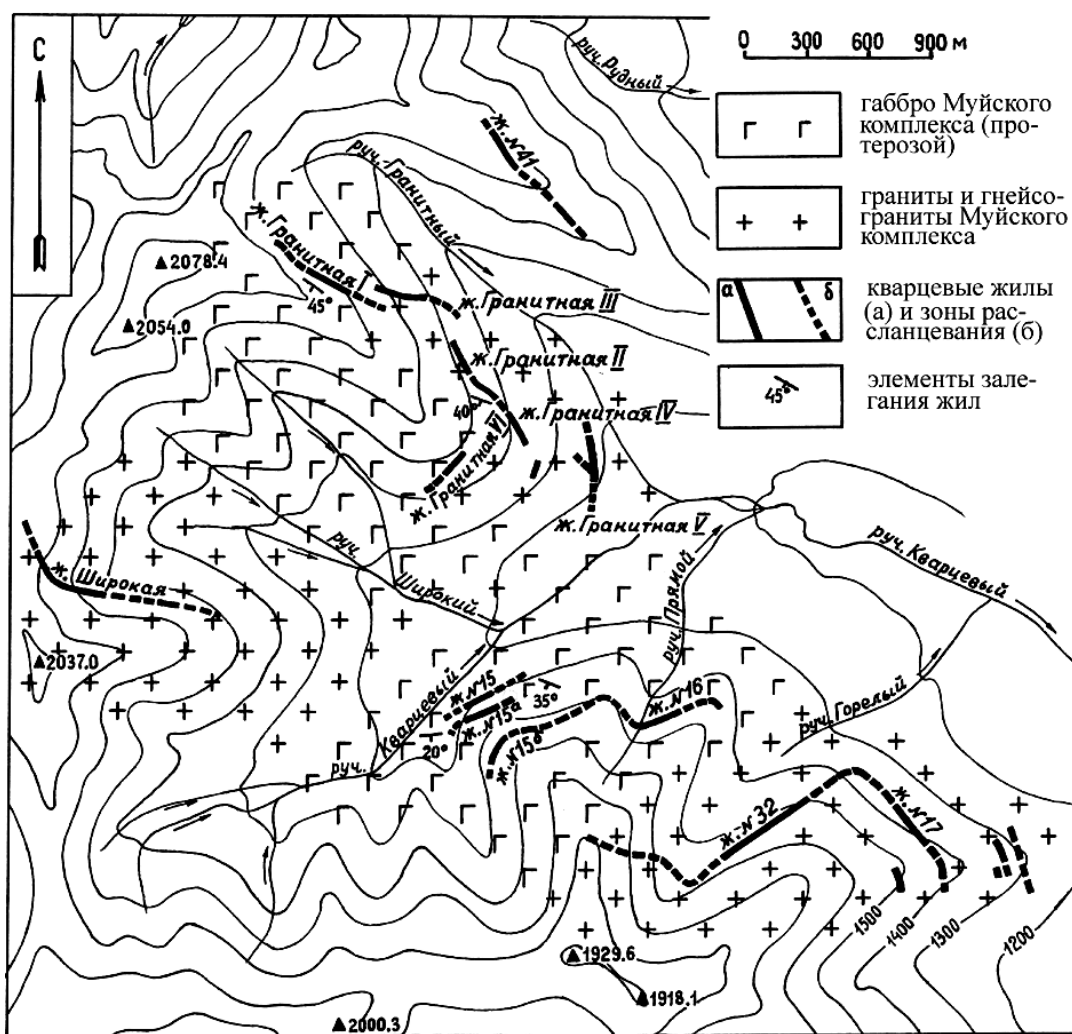 С
0 300 600 900 м
габбро Муйского
комплекса (про-
терозой)
граниты и гнейсо-
граниты Муйского
комплекса
а б
кварцевые жилы
(а) и зоны рас-
сланцевания (б)
45°
элементы зале-
гания жил
руч. Рудный
ж. №41
руч. Гранитный
ж. Гранитная I
45°
ж. Гранитная III
2078.4
2054.0
ж. Гранитная II
40°
ж. Гранитная IV
ж. Гранитная VI
ж. Гранитная V
руч. Широкий
ж. Широкая
2037.0
руч. Прямой
руч. Кварцевый
руч. Горелый
руч. Кварцевый
ж. №15
35°
ж. №15а
20°
ж. №15б
ж. №16
ж. №32
ж. №17
1500
1400
1300
1200
1929.6
1918.1
2000.3